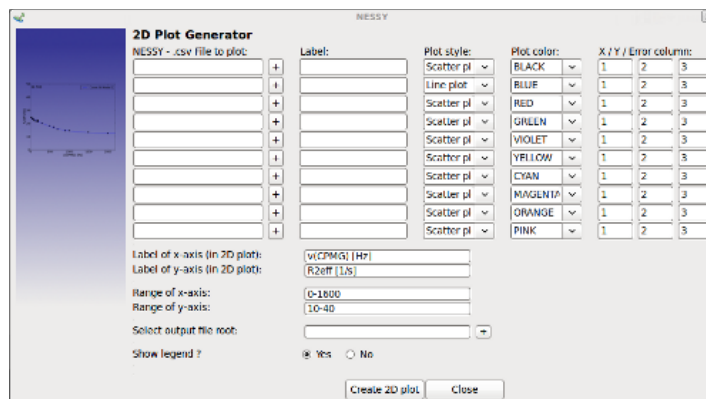 NESSY
2D Plot Generator
NESSY - .csv File to plot: Label: Plot style: Plot color: X / Y / Error column:
+ Scatter pl BLACK 1 2 3
+ Line plot BLUE 1 2 3
+ Scatter pl RED 1 2 3
+ Scatter pl GREEN 1 2 3
+ Scatter pl VIOLET 1 2 3
+ Scatter pl YELLOW 1 2 3
+ Scatter pl CYAN 1 2 3
+ Scatter pl MAGENTA 1 2 3
+ Scatter pl ORANGE 1 2 3
+ Scatter pl PINK 1 2 3
Label of x-axis (in 2D plot): v(CPMG) [Hz]
Label of y-axis (in 2D plot): R2eff [1/s]
Range of x-axis: 0-1600
Range of y-axis: 10-40
Select output file root: +
Show legend ? Yes No
Create 2D plot Close